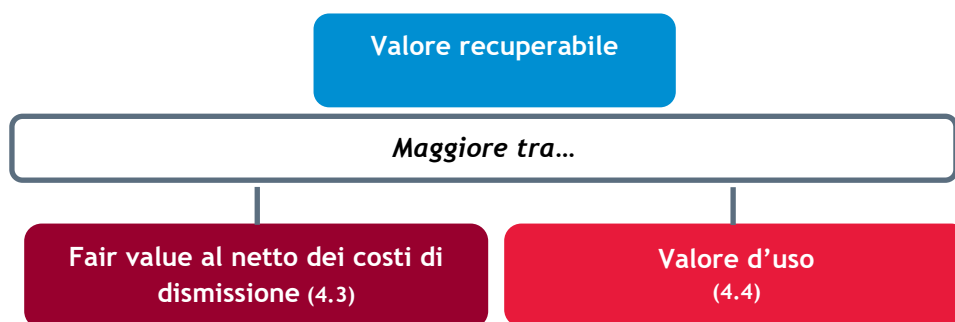 Valore recuperabile
Maggiore tra…
Fair value al netto dei costi di
dismissione (4.3)
Valore d’uso
(4.4)